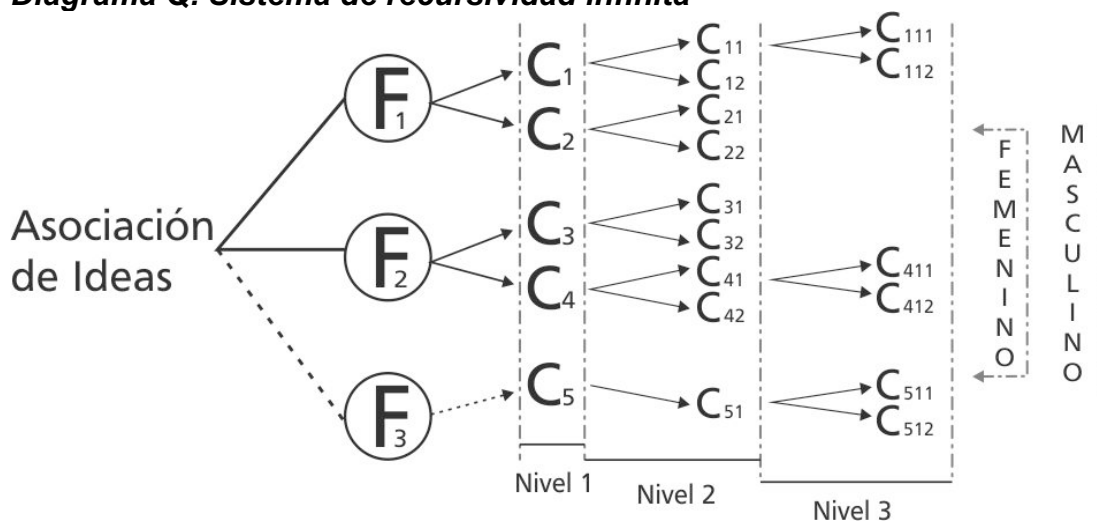 Diagrama Q: Sistema de recursividad infinita
Asociación
de Ideas
F1
F2
F3
C1
C2
C3
C4
C5
C11
C12
C21
C22
C31
C32
C41
C42
C51
C111
C112
C411
C412
C511
C512
FEMENINO
MASCULINO
Nivel 1
Nivel 2
Nivel 3